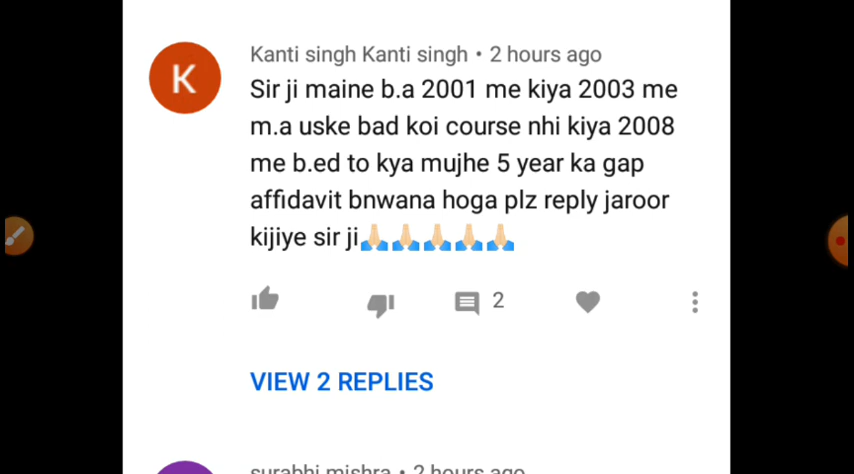 K
Kanti singh Kanti singh • 2 hours ago
Sir ji maine b.a 2001 me kiya 2003 me
m.a uske bad koi course nhi kiya 2008
me b.ed to kya mujhe 5 year ka gap
affidavit bnwana hoga plz reply jaroor
kijiye sir ji🙏🏻🙏🏻🙏🏻🙏🏻🙏🏻
2
VIEW 2 REPLIES
surabhi mishra • 2 hours ago